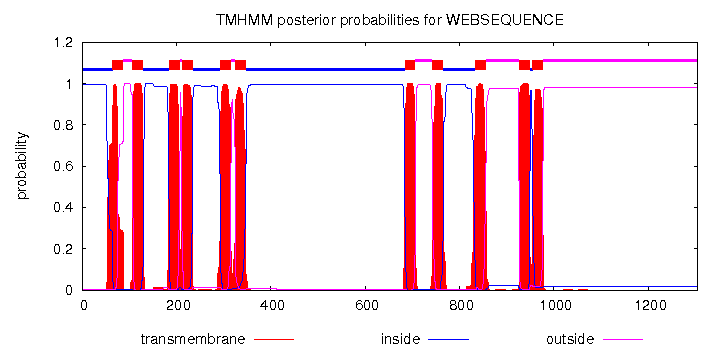 TMHMM posterior probabilities for WEBSEQUENCE
1.2
1
0.8
0.6
0.4
0.2
0
probability
0 200 400 600 800 1000 1200
transmembrane inside outside